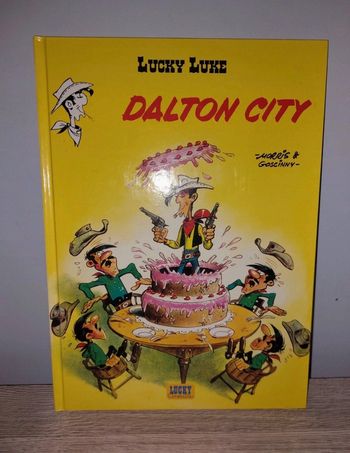 LUCKY LUKE
DALTON CITY
-MORRIS &
GOSCINNY-
LUCKY